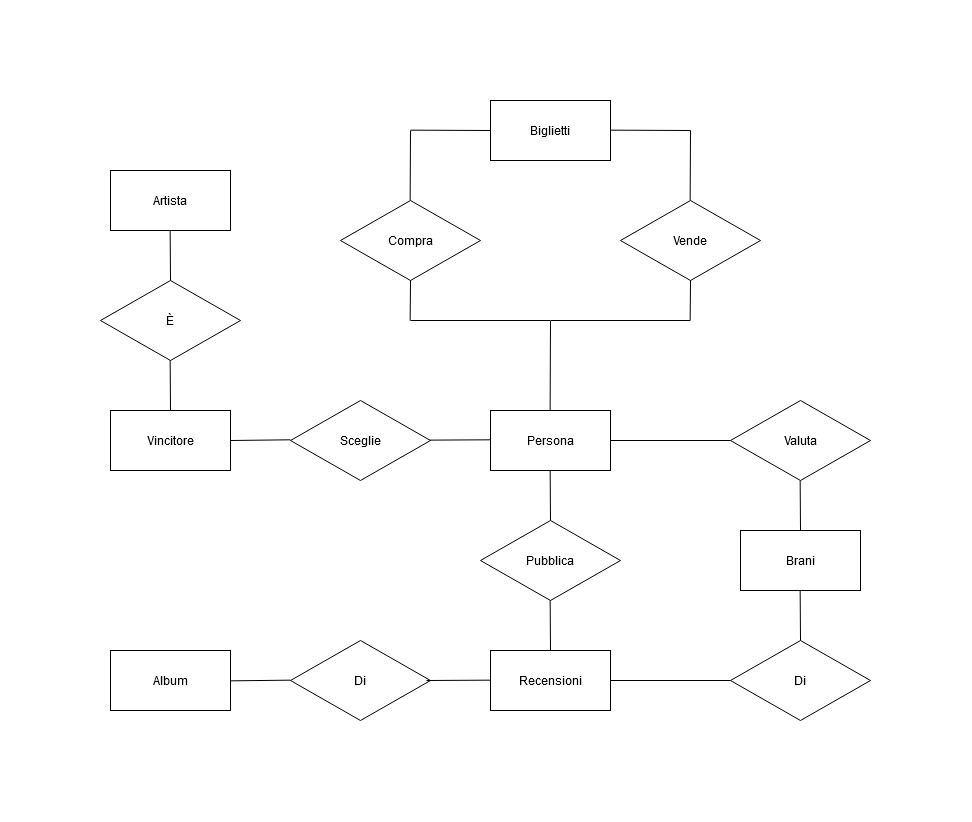 Biglietti
Artista
Compra
Vende
È
Vincitore
Sceglie
Persona
Valuta
Pubblica
Brani
Album
Di
Recensioni
Di